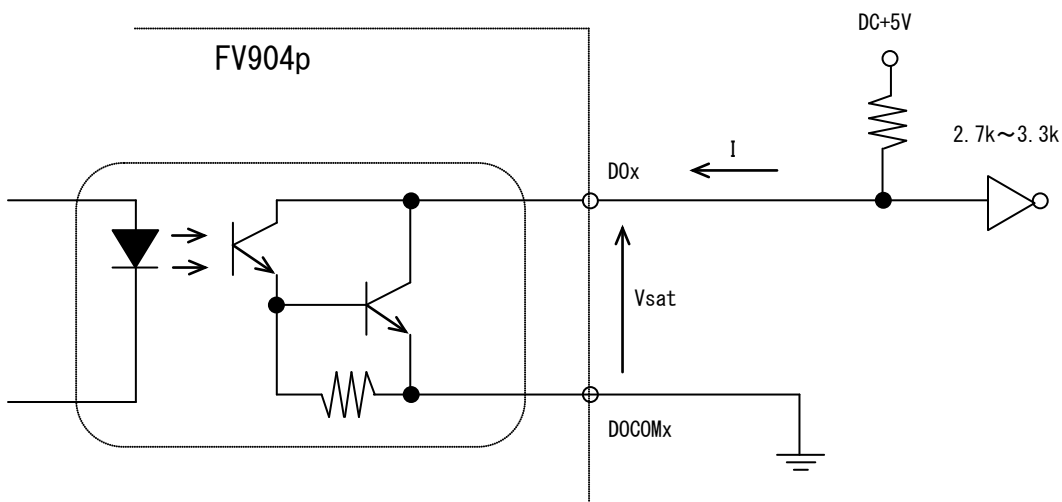 FV904p
DC+5V
2.7k～3.3k
I
DOx
Vsat
DOCOMx